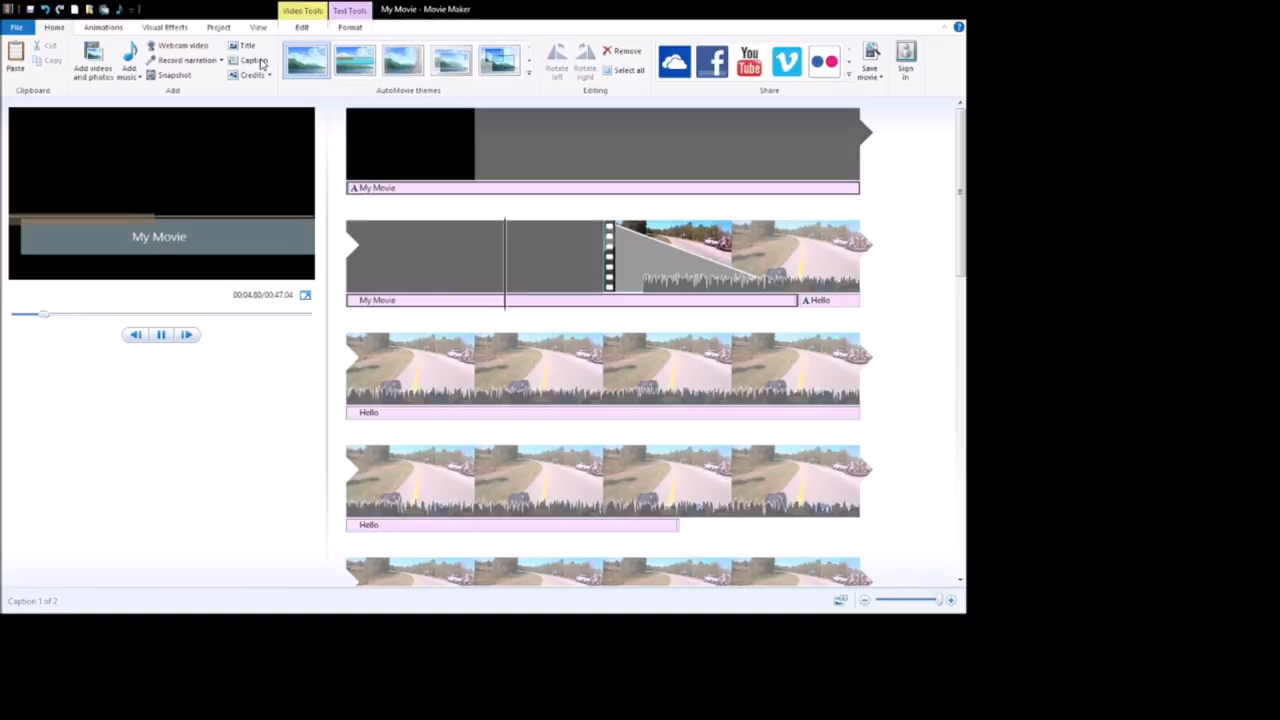 Video Tools Text Tools My Movie - Movie Maker
File Home Animations Visual Effects Project View Edit Format
Paste Cut Copy
Clipboard
Add videos and photos
Add music
Webcam video
Record narration
Snapshot
Title
Credits
Add
AutoMovie themes
Rotate left
Rotate right
Remove
Select all
Editing
You Tube
Share
Save movie
Sign in
My Movie
00:04.80/00:47.04
A My Movie
My Movie
A Hello
Hello
Hello
Caption 1 of 2